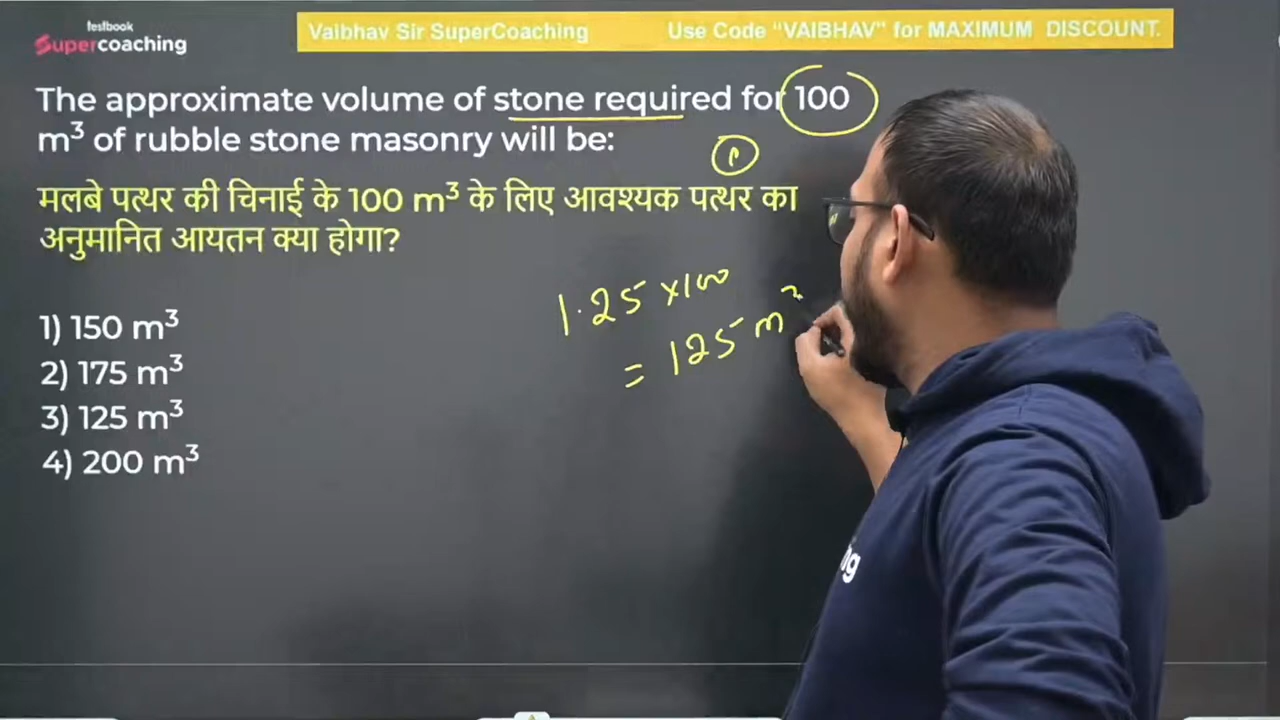 testbook
Supercoaching
Vaibhav Sir SuperCoaching Use Code "VAIBHAV" for MAXIMUM DISCOUNT.
The approximate volume of stone required for 100
m³ of rubble stone masonry will be:
मलबे पत्थर की चिनाई के 100 m³ के लिए आवश्यक पत्थर का
अनुमानित आयतन क्या होगा?
1.25 x100
= 125 m³
1) 150 m³
2) 175 m³
3) 125 m³
4) 200 m³